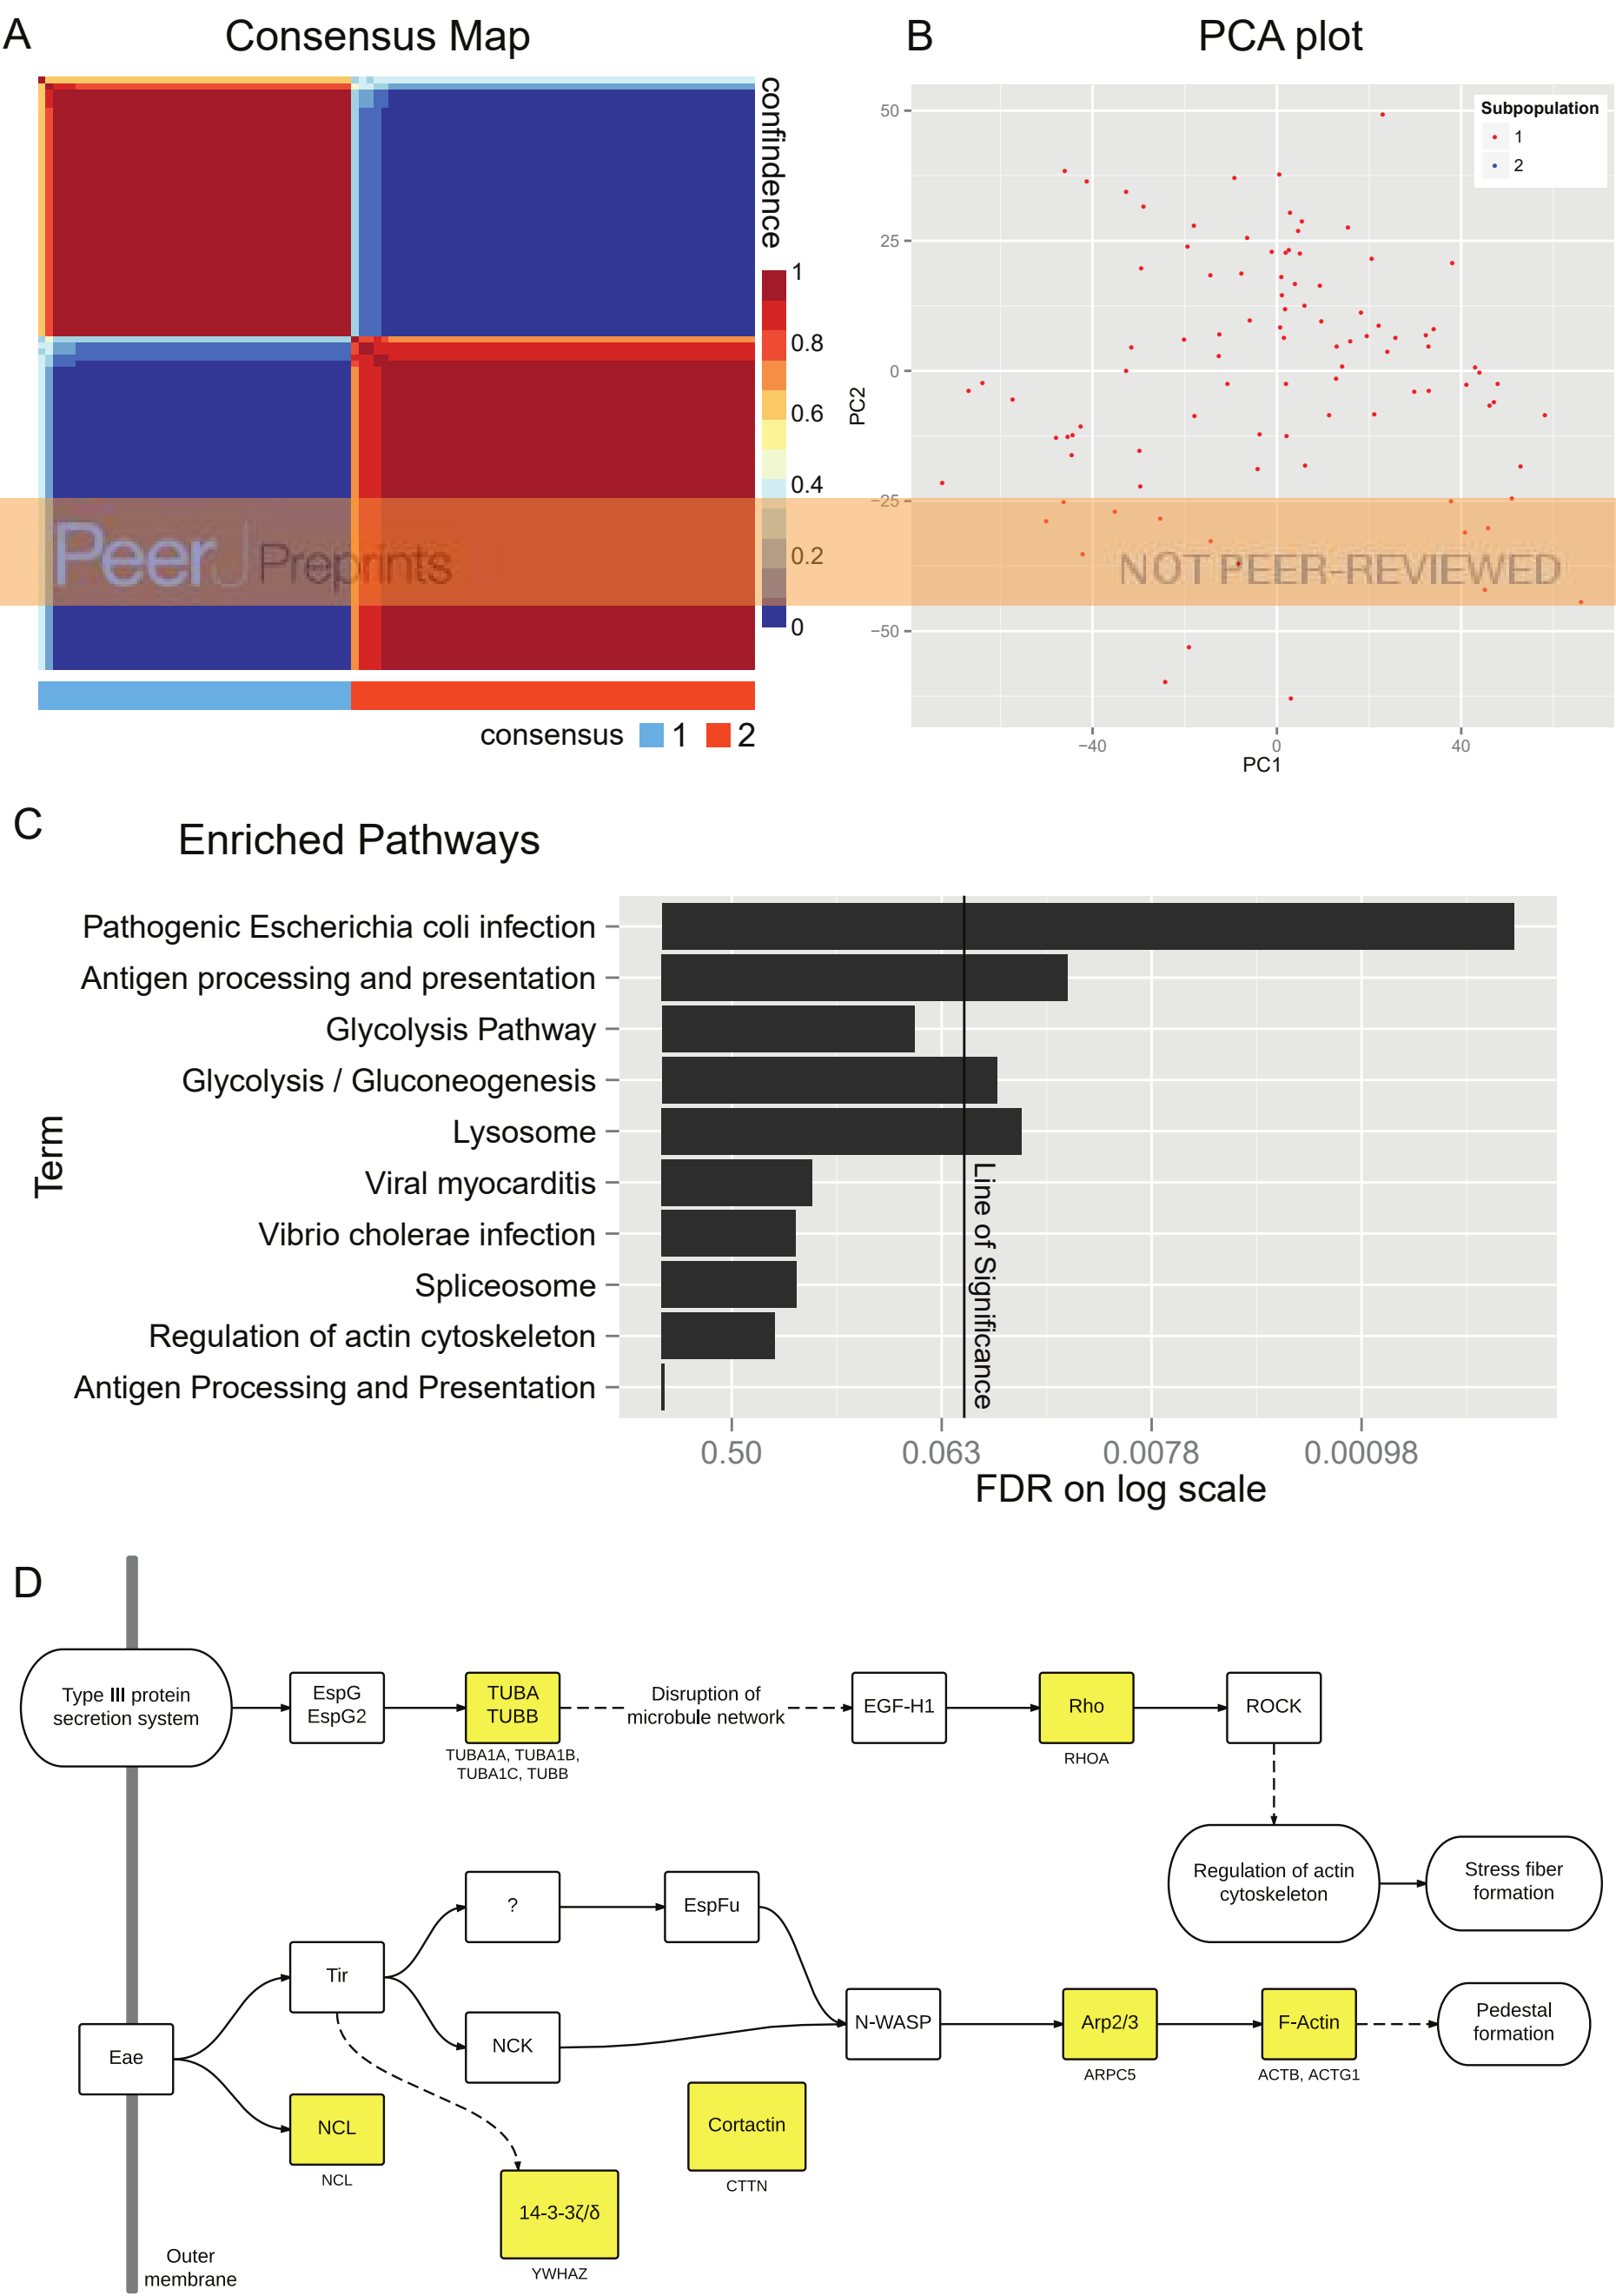 A
Consensus Map
confindence
1
0.8
0.6
0.4
0.2
0
consensus 1 2
B
PCA plot
Subpopulation
1
2
50
25
0
−25
−50
PC2
−40
0
40
PC1
PeerJ Preprints
NOT PEER-REVIEWED
C
Enriched Pathways
Term
Pathogenic Escherichia coli infection
Antigen processing and presentation
Glycolysis Pathway
Glycolysis / Gluconeogenesis
Lysosome
Viral myocarditis
Vibrio cholerae infection
Spliceosome
Regulation of actin cytoskeleton
Antigen Processing and Presentation
Line of Significance
0.50
0.063
0.0078
0.00098
FDR on log scale
D
Type III protein
secretion system
EspG
EspG2
TUBA
TUBB
TUBA1A, TUBA1B,
TUBA1C, TUBB
Disruption of
microbule network
EGF-H1
Rho
RHOA
ROCK
Regulation of actin
cytoskeleton
Stress fiber
formation
?
EspFu
Tir
NCK
N-WASP
Arp2/3
ARPC5
F-Actin
ACTB, ACTG1
Pedestal
formation
Eae
NCL
NCL
Cortactin
CTTN
14-3-3ζ/δ
YWHAZ
Outer
membrane